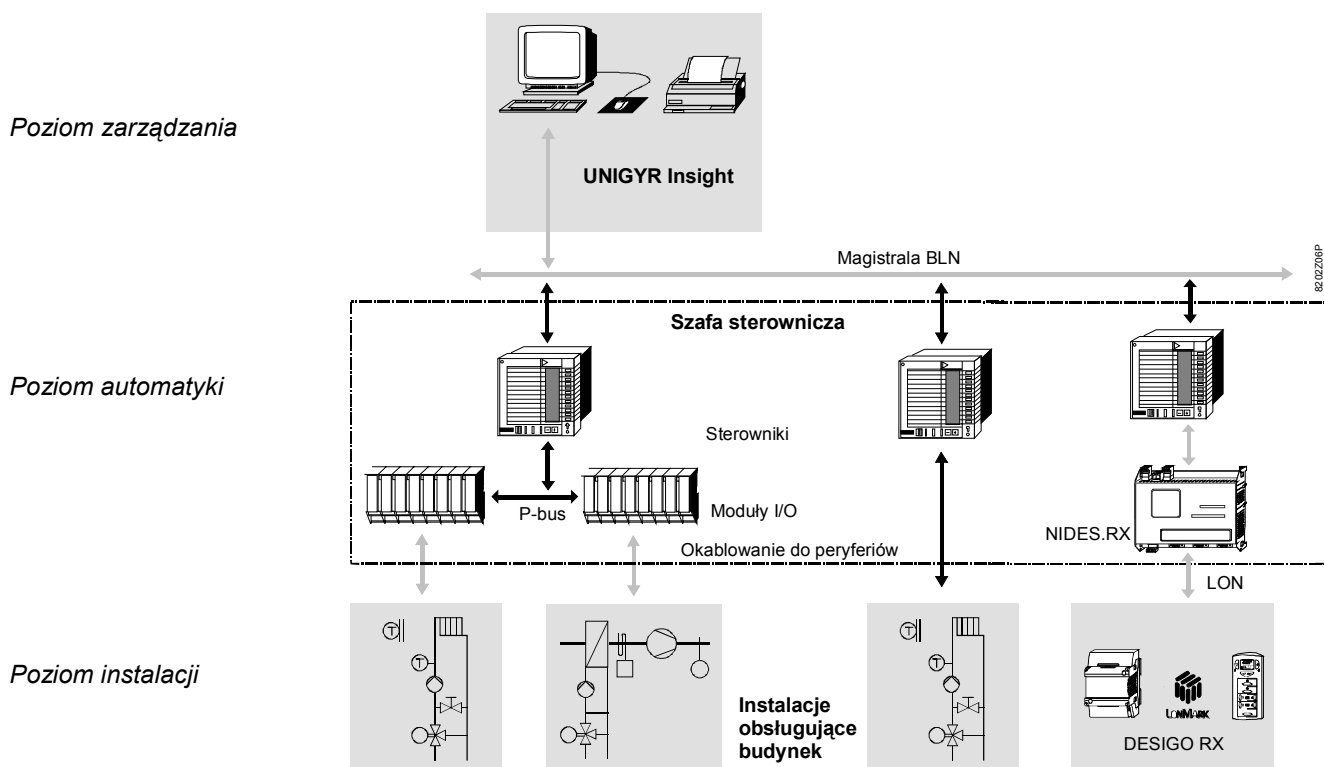 Poziom zarządzania
UNIGYR Insight
Magistrala BLN
8202Z06P
Szafa sterownicza
Poziom automatyki
Sterowniki
P-bus
Moduły I/O
NIDES.RX
Okablowanie do peryferiów
LON
T
T
T
T
Poziom instalacji
Instalacje
obsługujące
budynek
LONMARK
DESIGO RX